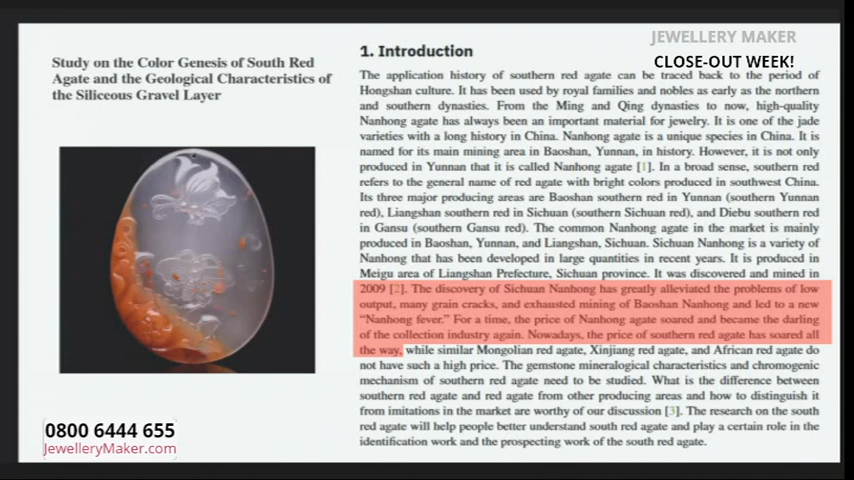 JEWELLERY MAKER
CLOSE-OUT WEEK!
Study on the Color Genesis of South Red
Agate and the Geological Characteristics of
the Siliceous Gravel Layer
1. Introduction
The application history of southern red agate can be traced back to the period of
Hongshan culture. It has been used by royal families and nobles as early as the northern
and southern dynasties. From the Ming and Qing dynasties to now, high-quality
Nanhong agate has always been an important material for jewelry. It is one of the jade
varieties with a long history in China. Nanhong agate is a unique species in China. It is
named for its main mining area in Baoshan, Yunnan, in history. However, it is not only
produced in Yunnan that it is called Nanhong agate [1]. In a broad sense, southern red
refers to the general name of red agate with bright colors produced in southwest China.
Its three major producing areas are Baoshan southern red in Yunnan (southern Yunnan
red), Liangshan southern red in Sichuan (southern Sichuan red), and Diebu southern red
in Gansu (southern Gansu red). The common Nanhong agate in the market is mainly
produced in Baoshan, Yunnan, and Liangshan, Sichuan. Sichuan Nanhong is a variety of
Nanhong that has been developed in large quantities in recent years. It is produced in
Meigu area of Liangshan Prefecture, Sichuan province. It was discovered and mined in
2009 [2]. The discovery of Sichuan Nanhong has greatly alleviated the problems of low
output, many grain cracks, and exhausted mining of Baoshan Nanhong and led to a new
“Nanhong fever.” For a time, the price of Nanhong agate soared and became the darling
of the collection industry again. Nowadays, the price of southern red agate has soared all
the way, while similar Mongolian red agate, Xinjiang red agate, and African red agate do
not have such a high price. The gemstone mineralogical characteristics and chromogenic
mechanism of southern red agate need to be studied. What is the difference between
southern red agate and red agate from other producing areas and how to distinguish it
from imitations in the market are worthy of our discussion [3]. The research on the south
red agate will help people better understand south red agate and play a certain role in the
identification work and the prospecting work of the south red agate.
0800 6444 655
JewelleryMaker.com